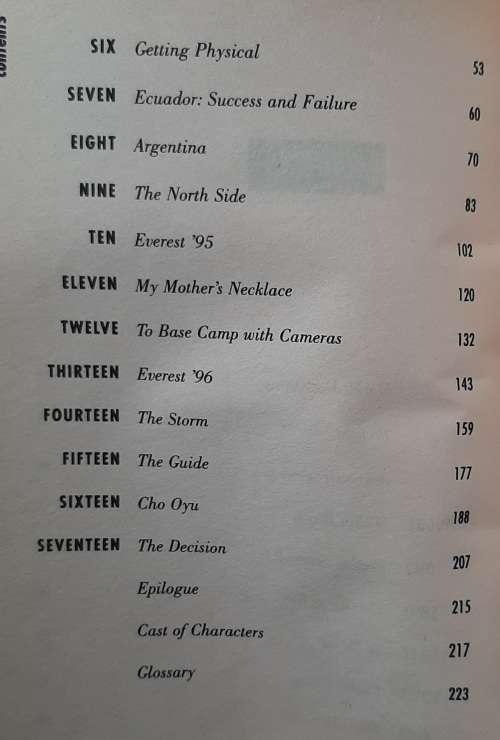 contents
SIX Getting Physical 53
SEVEN Ecuador: Success and Failure 60
EIGHT Argentina 70
NINE The North Side 83
TEN Everest '95 102
ELEVEN My Mother's Necklace 120
TWELVE To Base Camp with Cameras 132
THIRTEEN Everest '96 143
FOURTEEN The Storm 159
FIFTEEN The Guide 177
SIXTEEN Cho Oyu 188
SEVENTEEN The Decision 207
Epilogue 215
Cast of Characters 217
Glossary 223